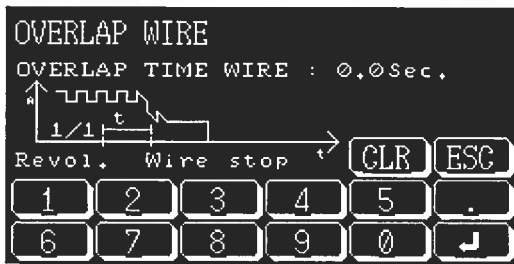 OVERLAP WIRE
OVERLAP TIME WIRE : 0.0Sec.
A
t
1/1
Revol. Wire stop t
CLR ESC
1 2 3 4 5 .
6 7 8 9 0 ↵